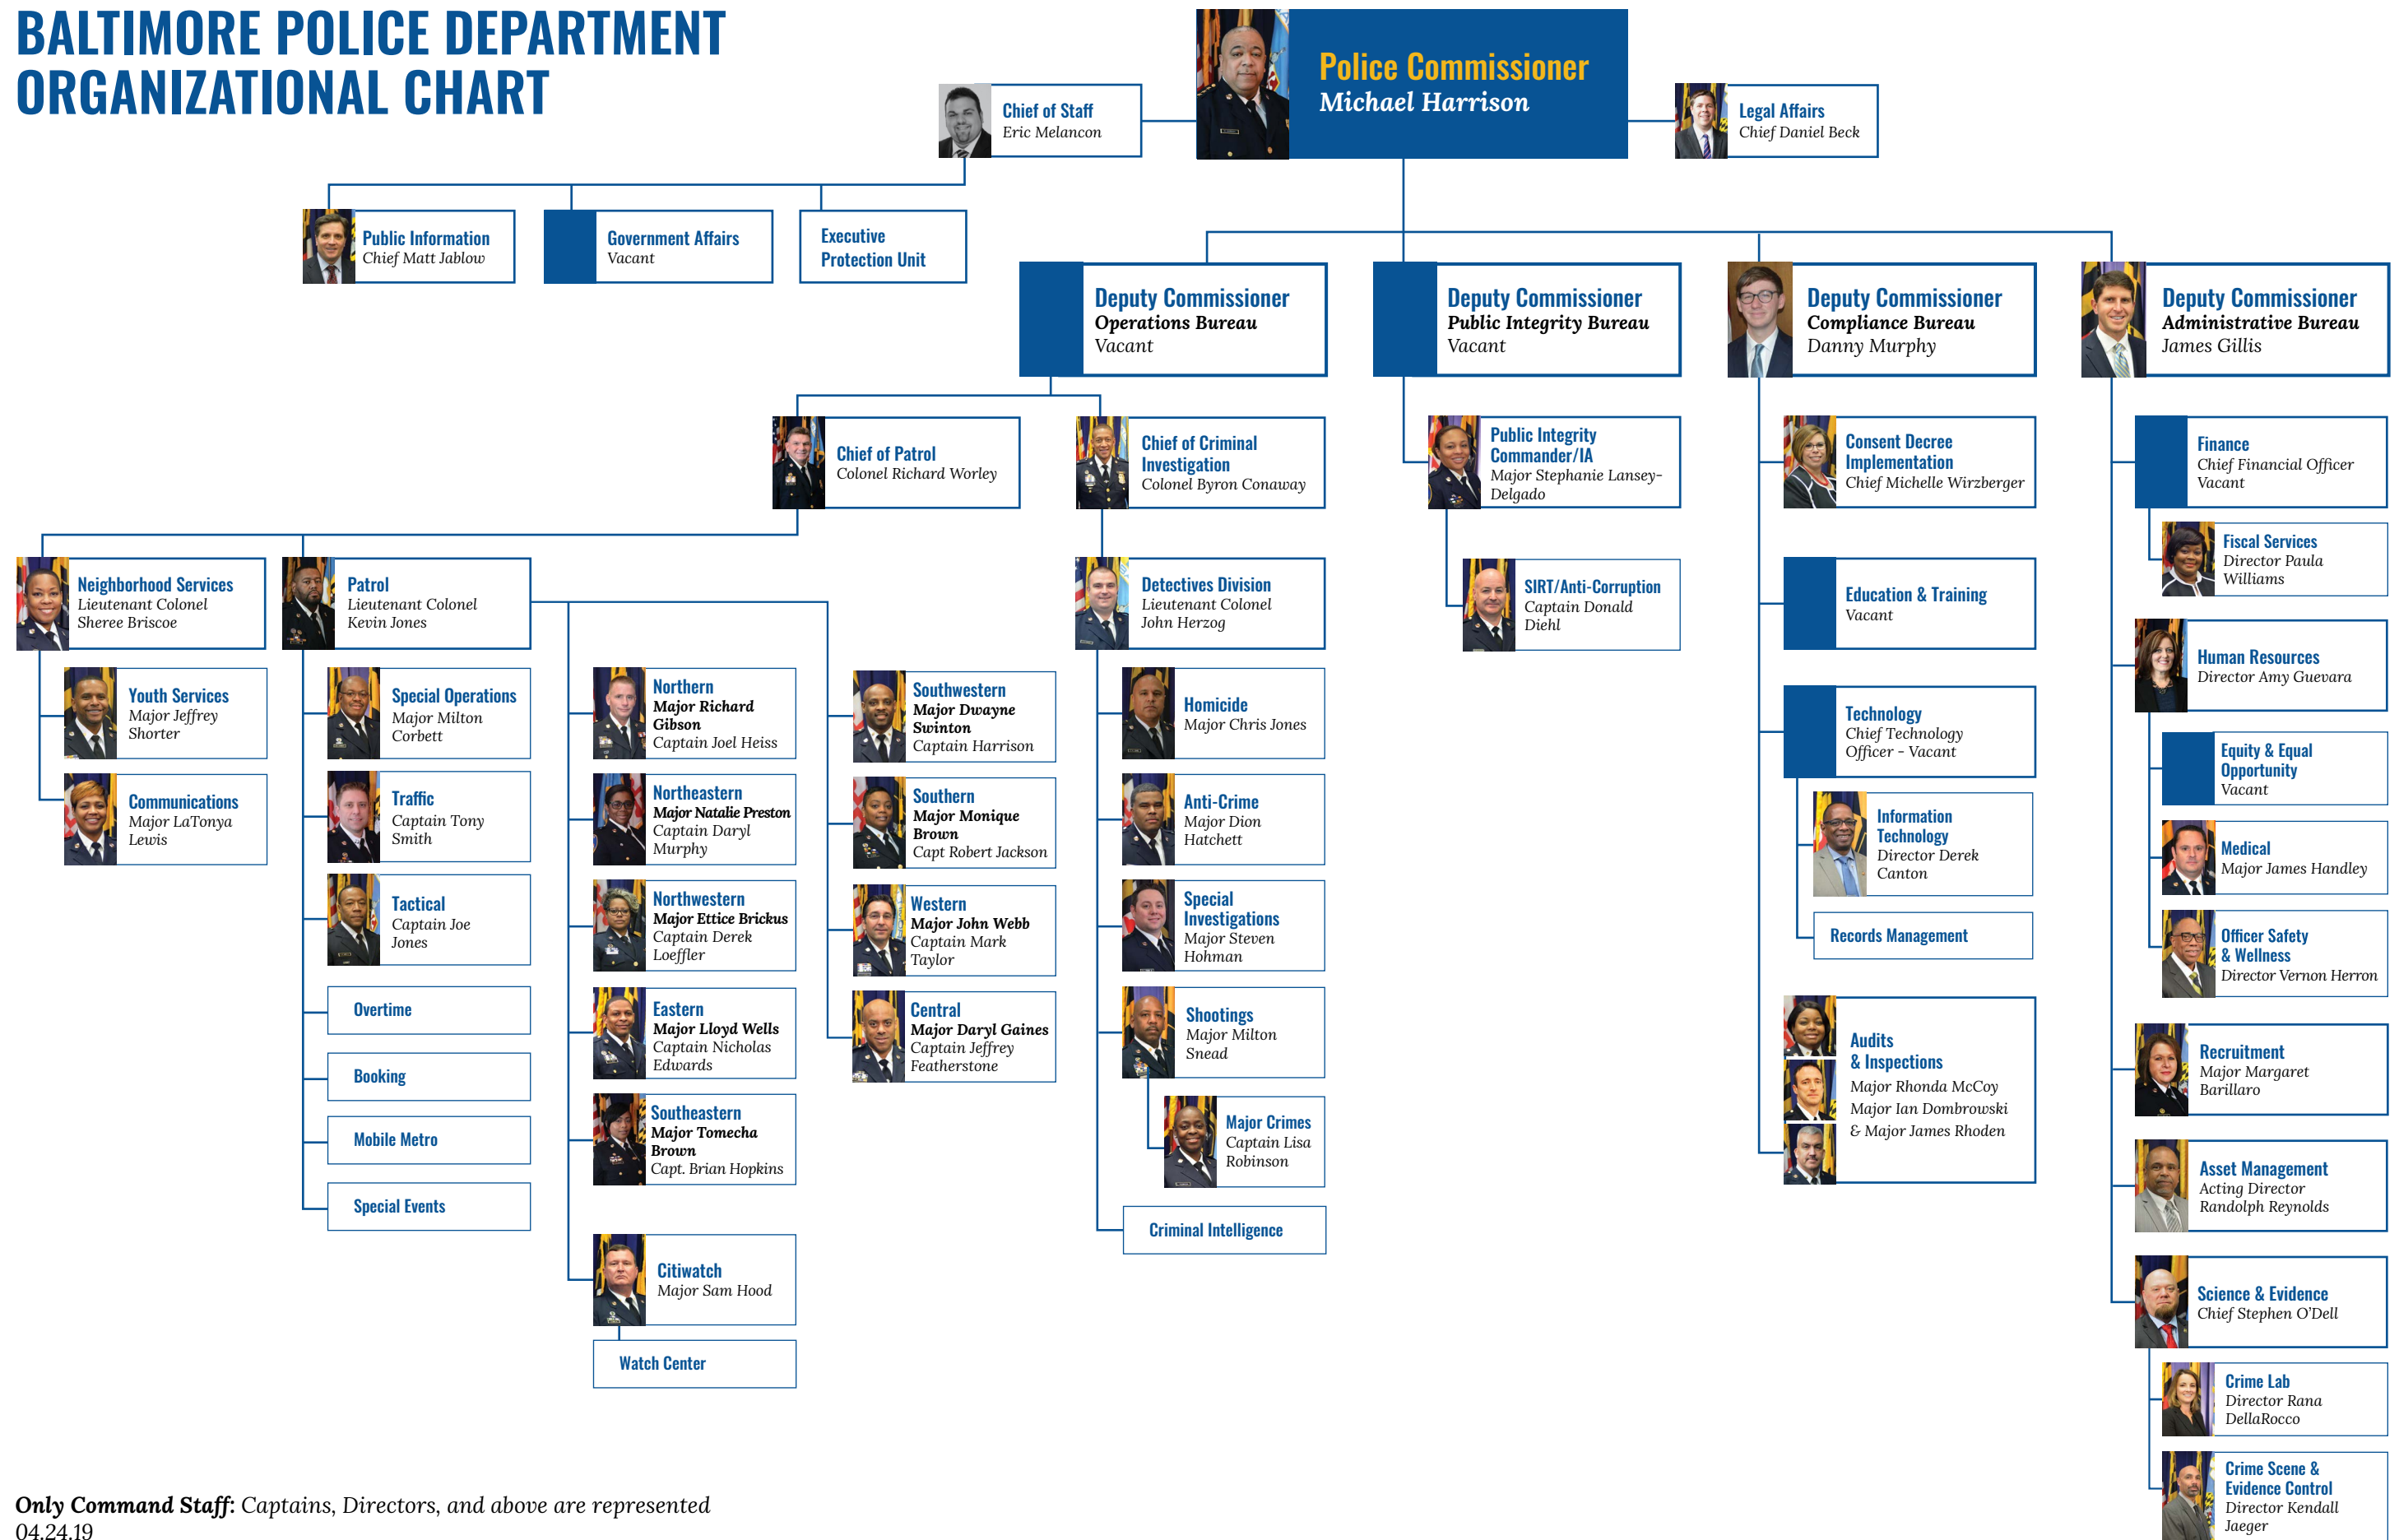 BALTIMORE POLICE DEPARTMENT
ORGANIZATIONAL CHART
Police Commissioner
Michael Harrison
Chief of Staff
Eric Melancon
Legal Affairs
Chief Daniel Beck
Public Information
Chief Matt Jablow
Government Affairs
Vacant
Executive
Protection Unit
Deputy Commissioner
Operations Bureau
Vacant
Deputy Commissioner
Public Integrity Bureau
Vacant
Deputy Commissioner
Compliance Bureau
Danny Murphy
Deputy Commissioner
Administrative Bureau
James Gillis
Chief of Patrol
Colonel Richard Worley
Chief of Criminal
Investigation
Colonel Byron Conaway
Public Integrity
Commander/IA
Major Stephanie Lansey-
Delgado
Consent Decree
Implementation
Chief Michelle Wirzberger
Finance
Chief Financial Officer
Vacant
Fiscal Services
Director Paula
Williams
Neighborhood Services
Lieutenant Colonel
Sheree Briscoe
Patrol
Lieutenant Colonel
Kevin Jones
Detectives Division
Lieutenant Colonel
John Herzog
SIRT/Anti-Corruption
Captain Donald
Diehl
Education & Training
Vacant
Human Resources
Director Amy Guevara
Youth Services
Major Jeffrey
Shorter
Communications
Major LaTonya
Lewis
Special Operations
Major Milton
Corbett
Traffic
Captain Tony
Smith
Tactical
Captain Joe
Jones
Overtime
Booking
Mobile Metro
Special Events
Northern
Major Richard
Gibson
Captain Joel Heiss
Northeastern
Major Natalie Preston
Captain Daryl
Murphy
Northwestern
Major Ettice Brickus
Captain Derek
Loeffler
Eastern
Major Lloyd Wells
Captain Nicholas
Edwards
Southeastern
Major Tomecha
Brown
Capt. Brian Hopkins
Citiwatch
Major Sam Hood
Watch Center
Southwestern
Major Dwayne
Swinton
Captain Harrison
Southern
Major Monique
Brown
Capt Robert Jackson
Western
Major John Webb
Captain Mark
Taylor
Central
Major Daryl Gaines
Captain Jeffrey
Featherstone
Homicide
Major Chris Jones
Anti-Crime
Major Dion
Hatchett
Special
Investigations
Major Steven
Hohman
Shootings
Major Milton
Snead
Major Crimes
Captain Lisa
Robinson
Criminal Intelligence
Technology
Chief Technology
Officer - Vacant
Information
Technology
Director Derek
Canton
Records Management
Audits
& Inspections
Major Rhonda McCoy
Major Ian Dombrowski
& Major James Rhoden
Equity & Equal
Opportunity
Vacant
Medical
Major James Handley
Officer Safety
& Wellness
Director Vernon Herron
Recruitment
Major Margaret
Barillaro
Asset Management
Acting Director
Randolph Reynolds
Science & Evidence
Chief Stephen O'Dell
Crime Lab
Director Rana
DellaRocco
Crime Scene &
Evidence Control
Director Kendall
Jaeger
Only Command Staff: Captains, Directors, and above are represented
04.24.19